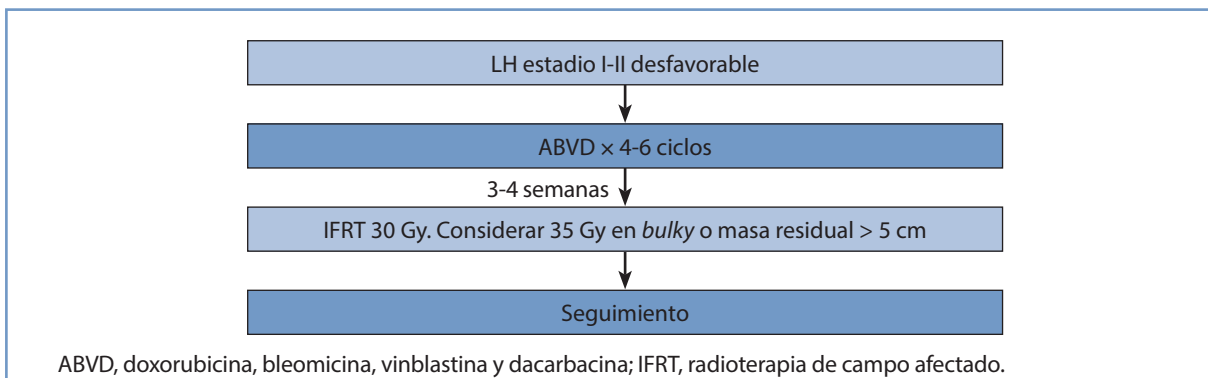 LH estadio I-II desfavorable
ABVD × 4-6 ciclos
3-4 semanas
IFRT 30 Gy. Considerar 35 Gy en bulky o masa residual > 5 cm
Seguimiento
ABVD, doxorubicina, bleomicina, vinblastina y dacarbacina; IFRT, radioterapia de campo afectado.